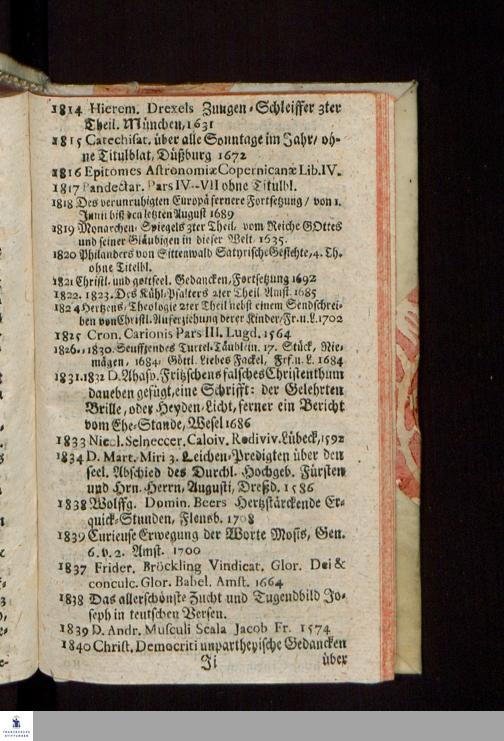 1814 Hierem. Drexels Zungen-Schleiffer 3ter
Theil. München, 1631
1815 Catechisat. über alle Sonntage im Jahr/ oh-
ne Titulblat, Düßburg 1672
1816 Epitomes Astronomiæ Copernicanæ Lib. IV.
1817 Pandectar. Pars IV--VII ohne Titulbl.
1818 Des verunruhigten Europä fernere Fortsetzung/ von 1.
Junii biß den letzten August 1689
1819 Monarchen-Spiegels 3ter Theil, vom Reiche GOttes
und seiner Gläubigen in dieser Welt. 1635.
1820 Philanders von Sittenwald Satyrische Gesichte, 4. Th.
ohne Titelbl.
1821 Christl. und gottseel. Gedancken, Fortsetzung 1692
1822. 1823. Des Kühl-Psalters 2ter Theil Amst. 1685
1824 Hertzens-Theologie 2ter Theil nebst einem Sendschrei-
ben von Christl. Auferziehung derer Kinder, Fr. u. L. 1702
1825 Cron. Carionis Pars III. Lugd. 1564
1826..1830. Seufftzendes Turtel-Täublin. 17. Stück, Nie-
mägen, 1684. Göttl. Liebes Fackel, Frf. u. L. 1684
1831.1832 D. Ahasv. Fritzschens falsches Christenthum
daneben gefügt, eine Schrifft: der Gelehrten
Brille, oder Heyden-Licht, ferner ein Bericht
vom Ehe-Stande, Wesel 1686
1833 Nicol. Selneccer. Calviv. Rediviv. Lübeck, 1592
1834 D. Mart. Miri 3. Leichen-Predigten über den
seel. Abschied des Durchl. Hochgeb. Fürsten
und Hrn. Herrn, Augusti, Dreßd. 1586
1838 Wolffg. Domin. Beers Hertzstärckende Er-
quick-Stunden, Flensb. 1708
1839 Curieuse Erwegung der Worte Mosis, Gen.
6. v. 2. Amst. 1700
1837 Frider. Bröckling Vindicat. Glor. Dei &
conculc. Glor. Babel. Amst. 1664
1838 Das allerschönste Zucht und Tugendbild Jo-
seph in teutschen Versen.
1839 D. Andr. Musculi Scala Jacob Fr. 1574
1840 Christ. Democriti unpartheyische Gedancken
Ji über